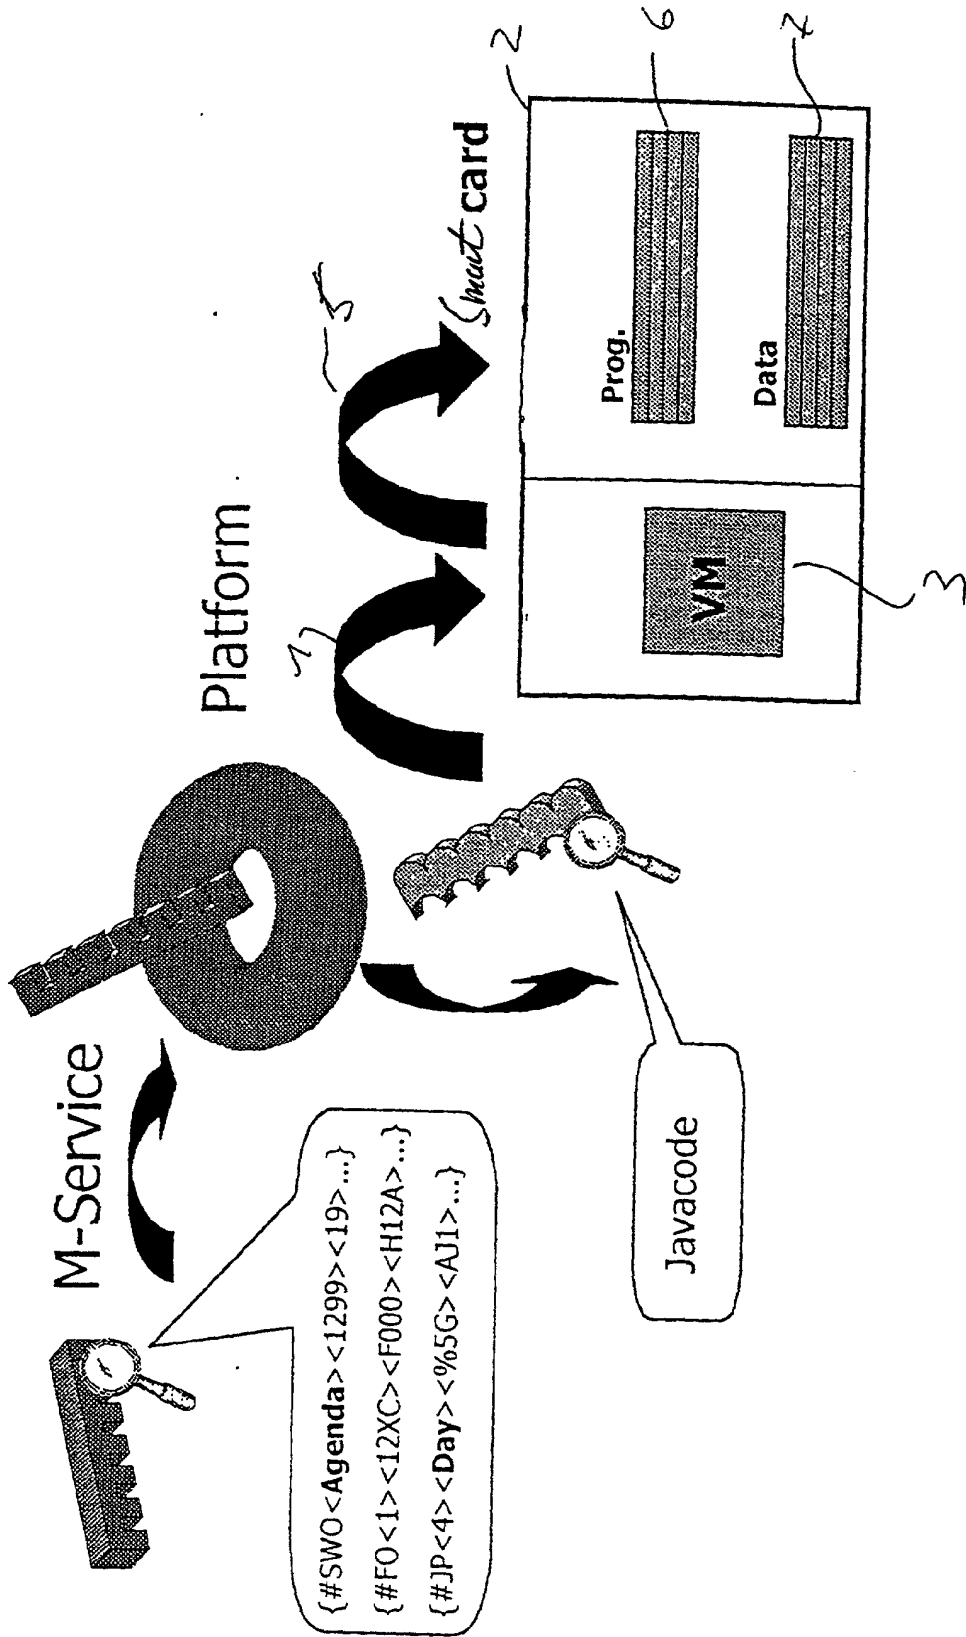 M-Service
Platform
{#SWO<Agenda><1299><19>...}
{#FO<1><12XC><F000><H12A>...}
{#JP<4><Day><%5G><AJ1>...}
Javacode
1
5
Smart card
2
VM
3
Prog.
6
Data